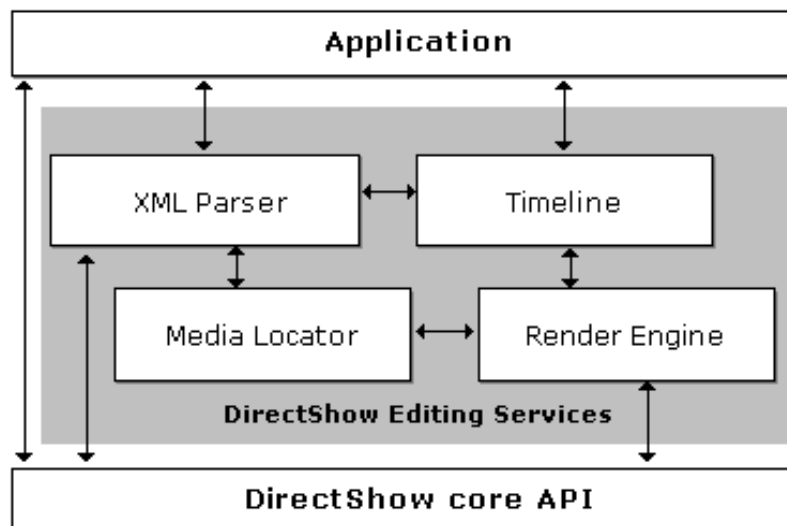 Application
XML Parser
Timeline
Media Locator
Render Engine
DirectShow Editing Services
DirectShow core API